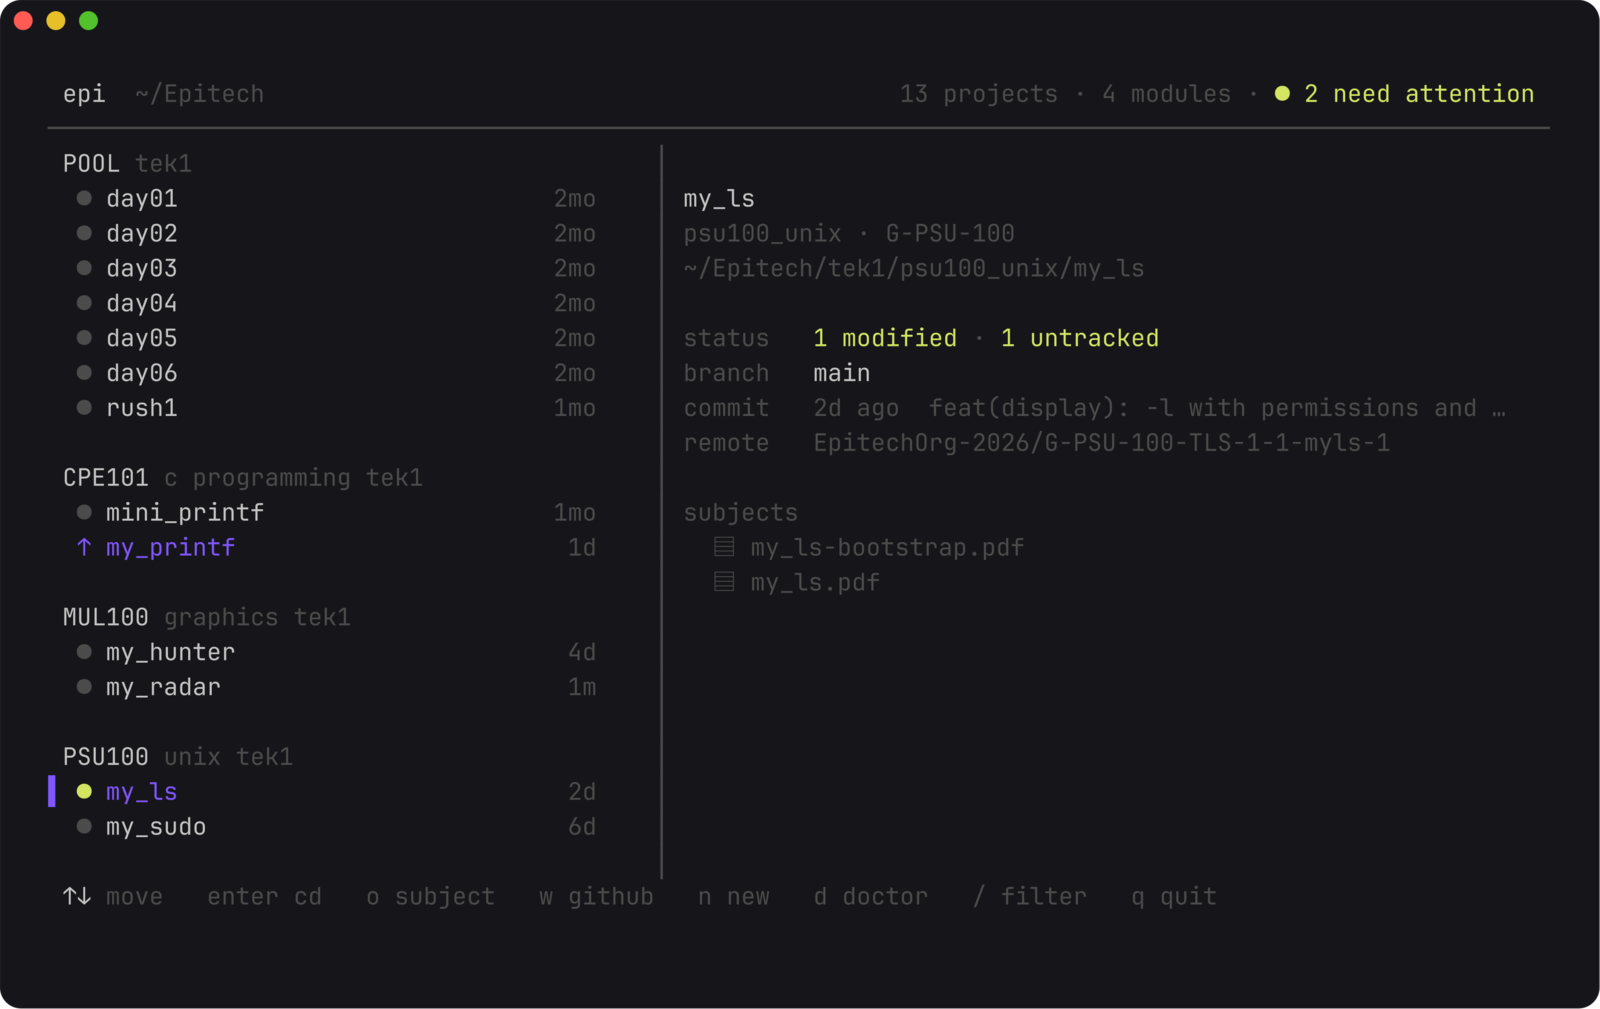 epi ~/Epitech 13 projects · 4 modules · ● 2 need attention
POOL tek1
● day01 2mo
● day02 2mo
● day03 2mo
● day04 2mo
● day05 2mo
● day06 2mo
● rush1 1mo
CPE101 c programming tek1
● mini_printf 1mo
↑ my_printf 1d
MUL100 graphics tek1
● my_hunter 4d
● my_radar 1m
PSU100 unix tek1
● my_ls 2d
● my_sudo 6d
my_ls
psu100_unix · G-PSU-100
~/Epitech/tek1/psu100_unix/my_ls
status 1 modified · 1 untracked
branch main
commit 2d ago feat(display): -l with permissions and …
remote EpitechOrg-2026/G-PSU-100-TLS-1-1-myls-1
subjects
my_ls-bootstrap.pdf
my_ls.pdf
↑↓ move enter cd o subject w github n new d doctor / filter q quit